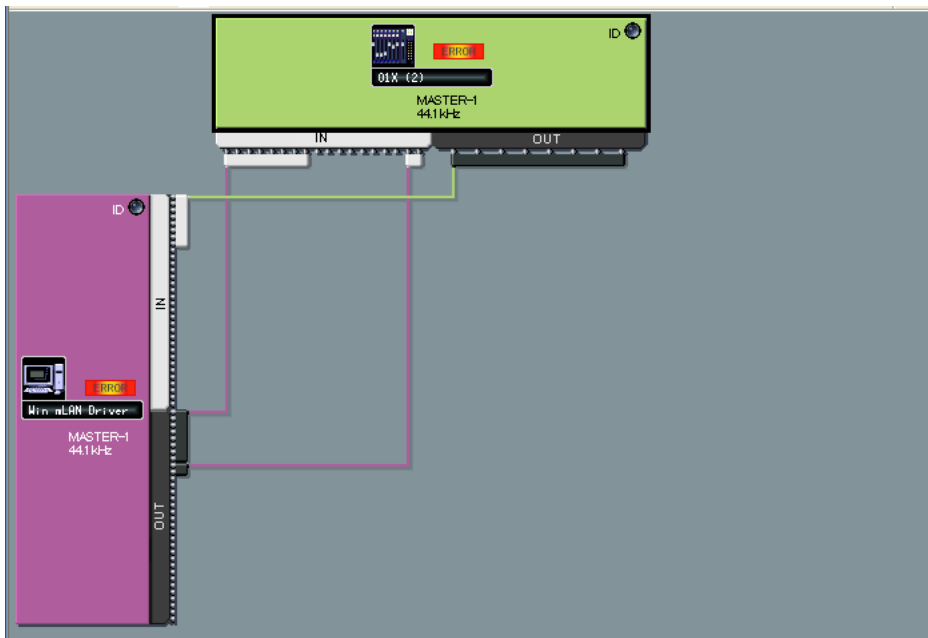 ID
ERROR
01X (2)
MASTER-1
44.1kHz
IN
OUT
ID
IN
ERROR
Win mLAN Driver
MASTER-1
44.1kHz
OUT